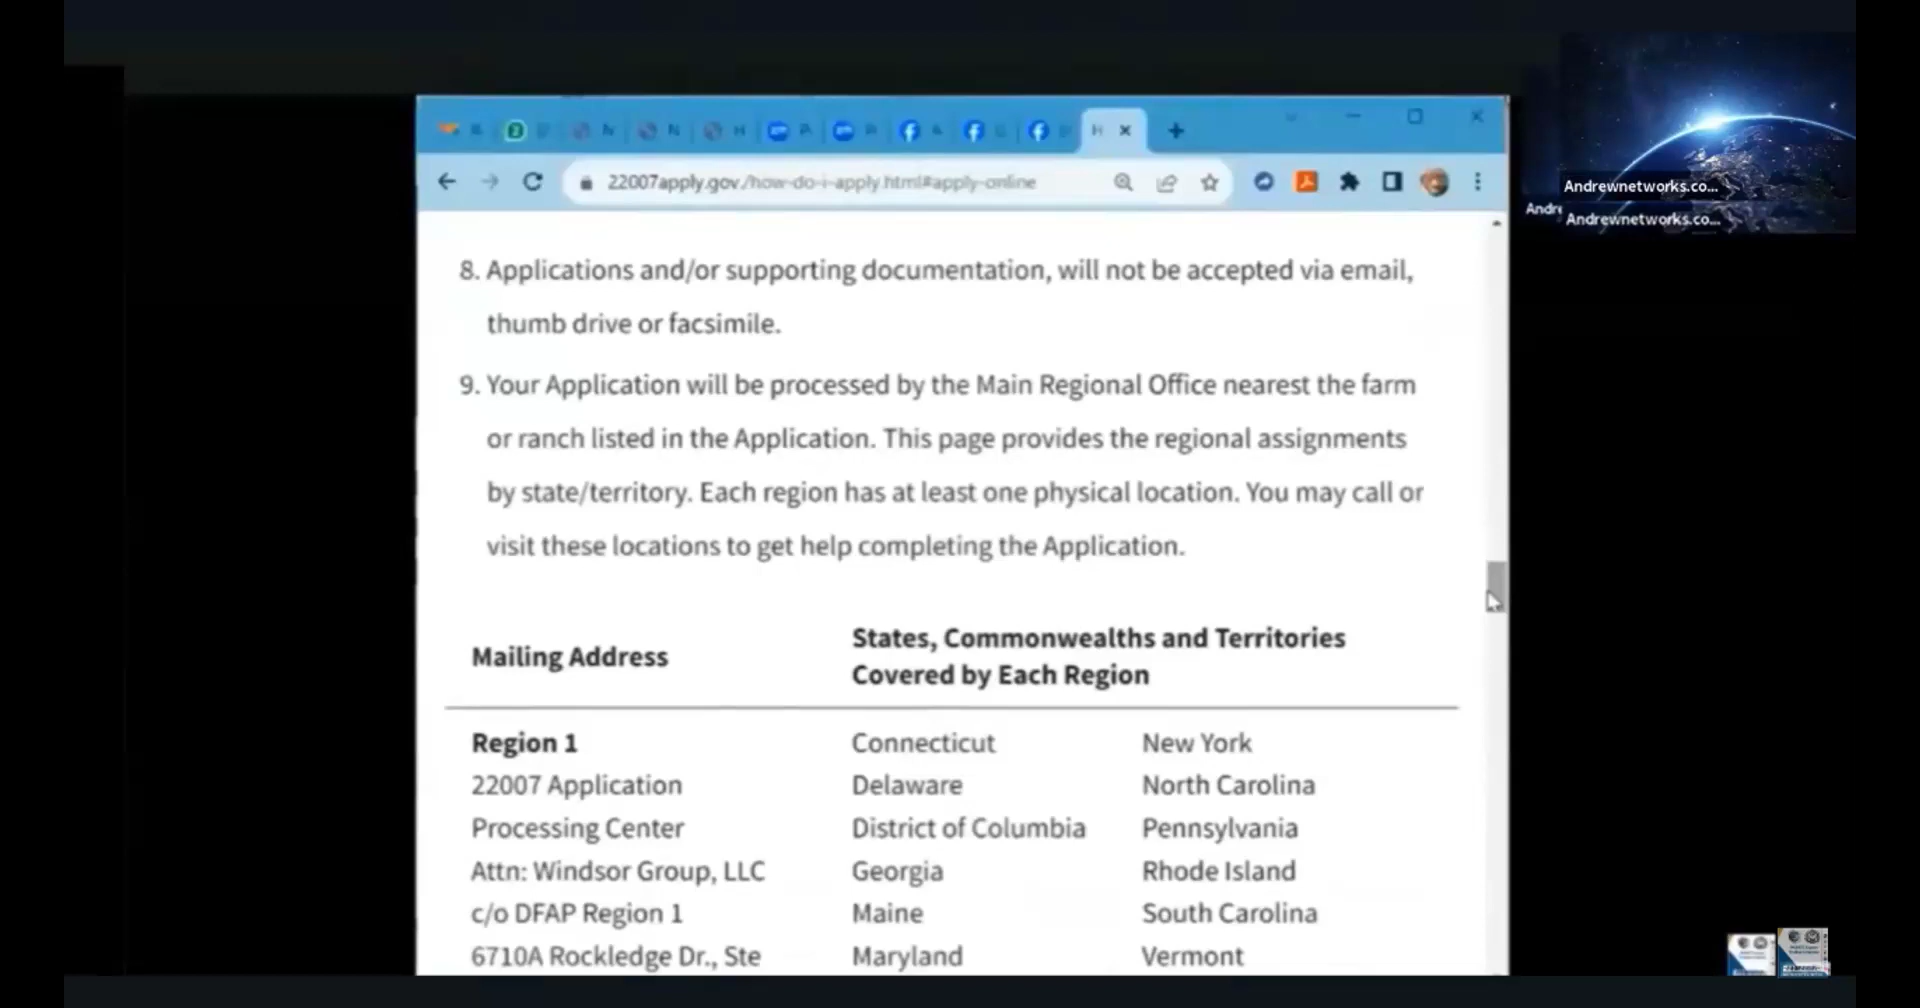 22007apply.gov./how-do-i-apply.html#apply-online
Andrewnetworks.co...
Andre
Andrewnetworks.co...
8. Applications and/or supporting documentation, will not be accepted via email,
thumb drive or facsimile.
9. Your Application will be processed by the Main Regional Office nearest the farm
or ranch listed in the Application. This page provides the regional assignments
by state/territory. Each region has at least one physical location. You may call or
visit these locations to get help completing the Application.
Mailing Address
States, Commonwealths and Territories
Covered by Each Region
Region 1 Connecticut New York
22007 Application Delaware North Carolina
Processing Center District of Columbia Pennsylvania
Attn: Windsor Group, LLC Georgia Rhode Island
c/o DFAP Region 1 Maine South Carolina
6710A Rockledge Dr., Ste Maryland Vermont